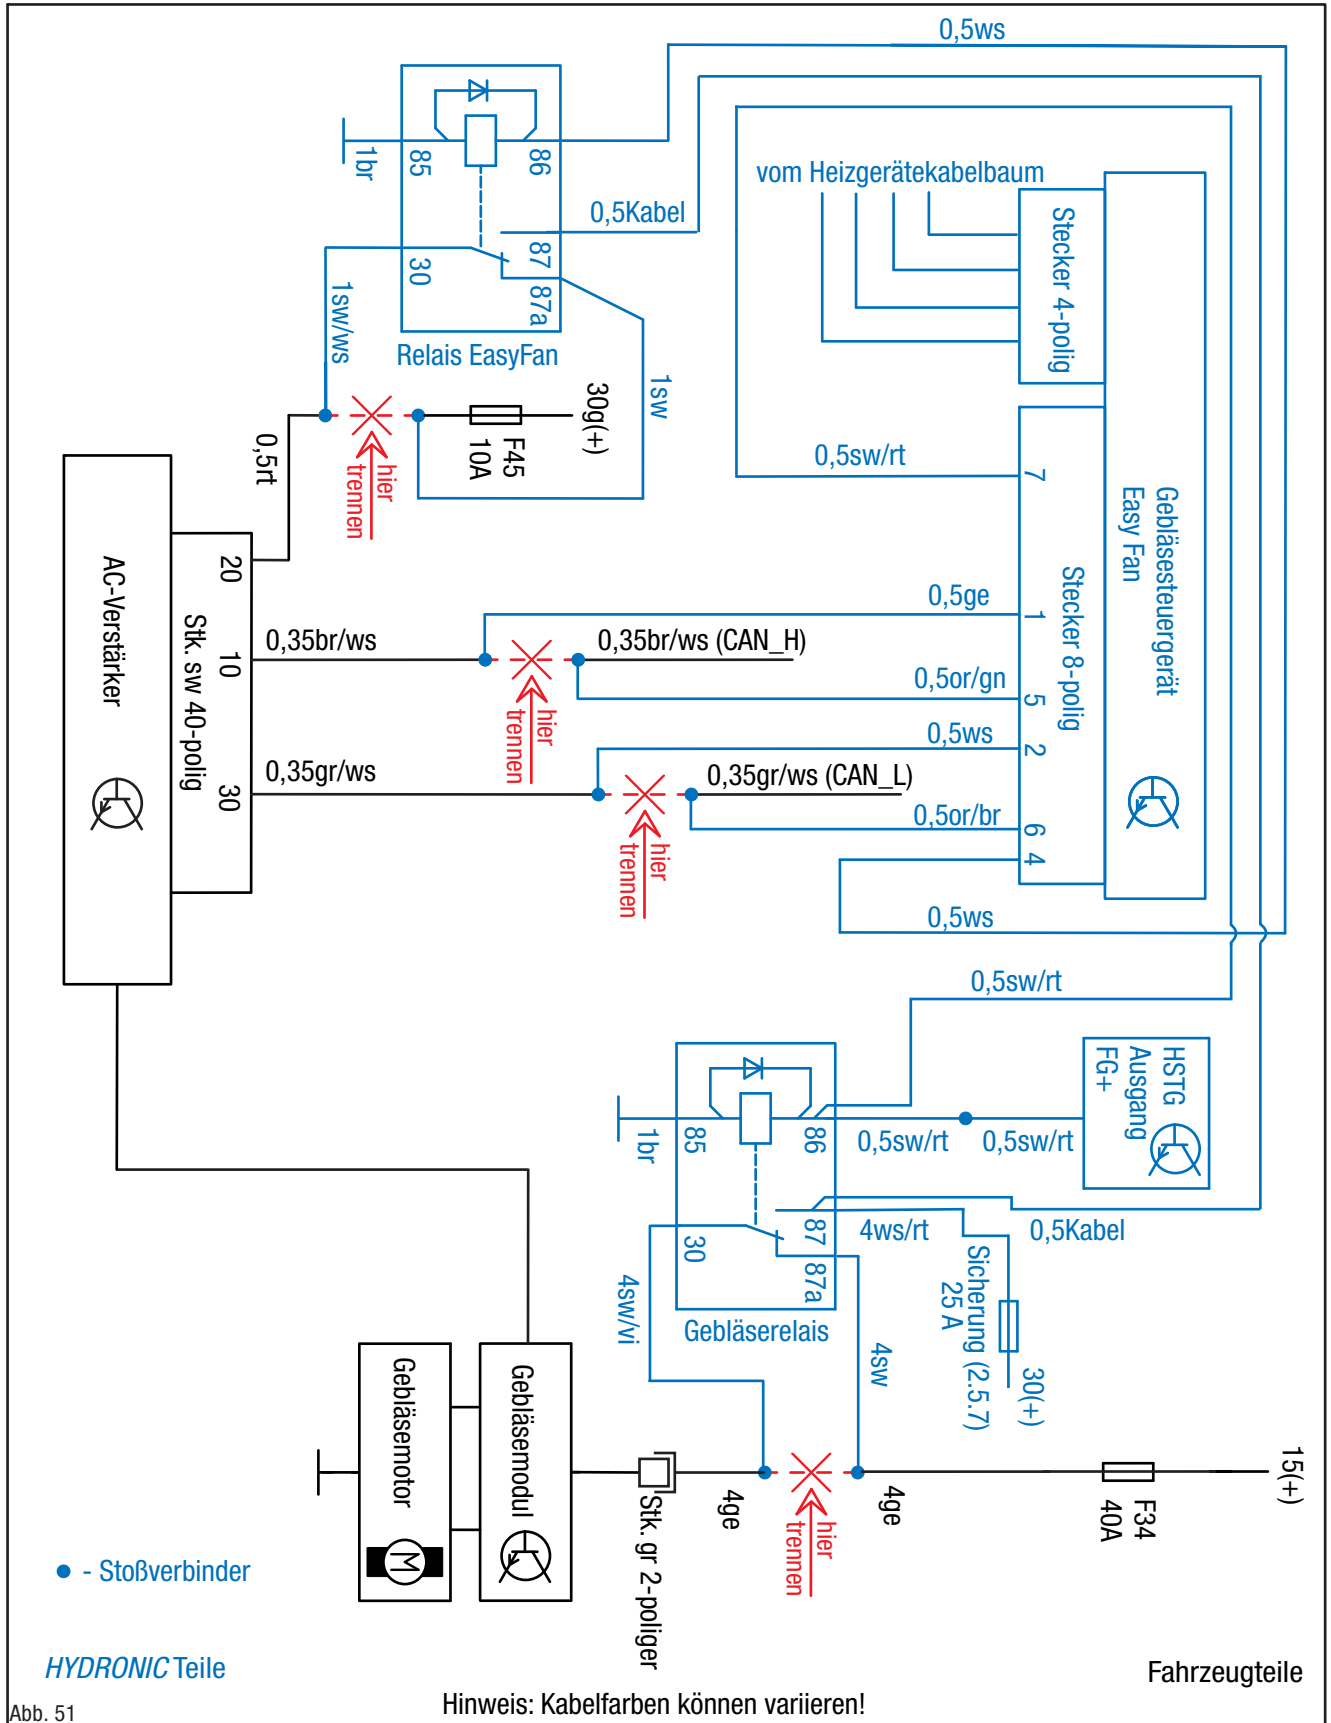 0,5ws
85
86
1br
vom Heizgerätekabelbaum
0,5Kabel
Stecker 4-polig
30
87
87a
1sw/ws
Relais EasyFan
1sw
30g(+)
F45
10A
0,5rt
hier
trennen
0,5sw/rt
7
Gebläsesteuergerät
Easy Fan
AC-Verstärker
20
Stk. sw 40-polig
Stecker 8-polig
0,5ge
1
10
0,35br/ws
0,35br/ws (CAN_H)
0,5or/gn
5
hier
trennen
0,5ws
2
30
0,35gr/ws
0,35gr/ws (CAN_L)
0,5or/br
6
4
hier
trennen
0,5ws
0,5sw/rt
HSTG
Ausgang
FG+
85
86
1br
0,5sw/rt
0,5sw/rt
30
87
87a
4ws/rt
0,5Kabel
4sw/vi
Gebläserelais
4sw
Sicherung (2.5.7)
25 A
30(+)
Gebläsemotor
M
Gebläsemodul
Stk. gr 2-poliger
4ge
hier
trennen
4ge
F34
40A
15(+)
- Stoßverbinder
HYDRONIC Teile
Fahrzeugteile
Abb. 51
Hinweis: Kabelfarben können variieren!